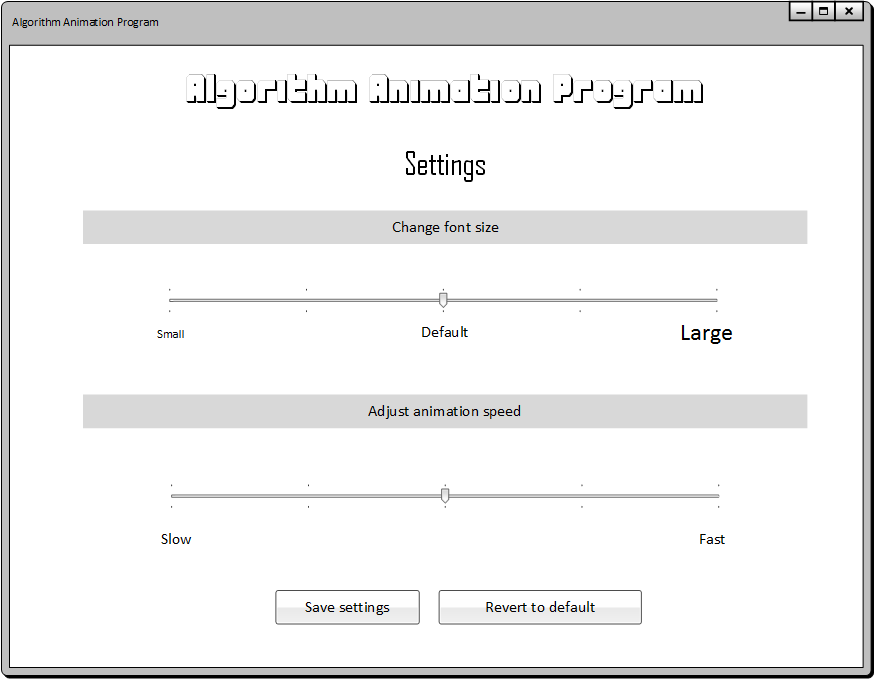 Algorithm Animation Program
Algorithm Animation Program
Settings
Change font size
Small Default Large
Adjust animation speed
Slow Fast
Save settings Revert to default